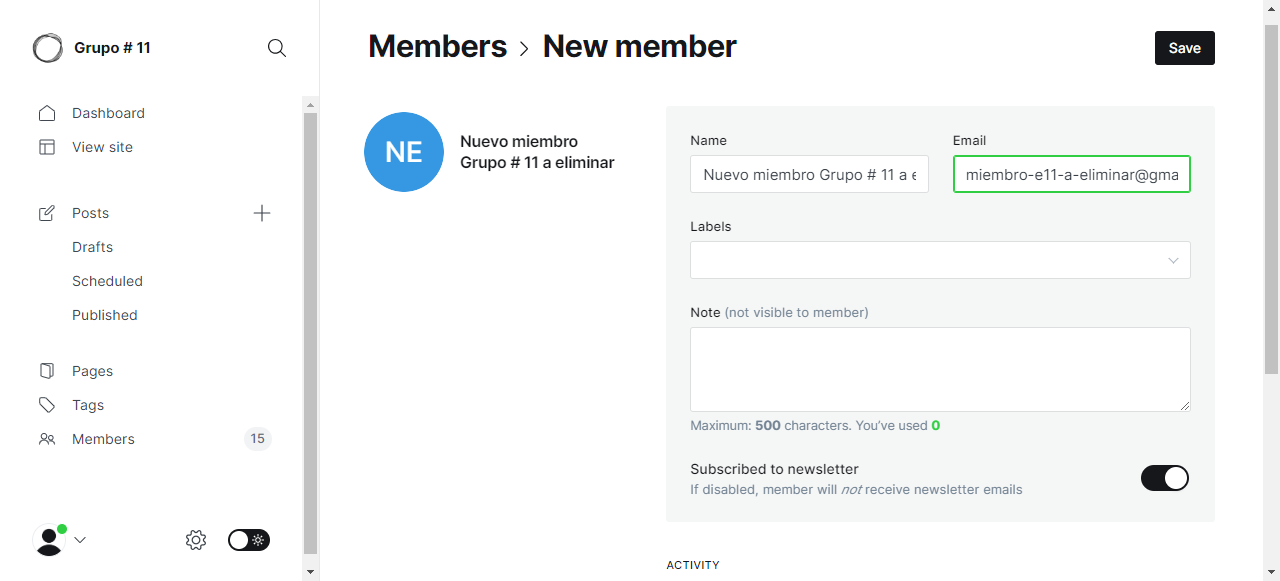 Grupo # 11
Dashboard
View site
Posts
Drafts
Scheduled
Published
Pages
Tags
Members 15
Members > New member
Save
NE
Nuevo miembro
Grupo # 11 a eliminar
Name
Nuevo miembro Grupo # 11 a e
Email
miembro-e11-a-eliminar@gma
Labels
Note (not visible to member)
Maximum: 500 characters. You've used 0
Subscribed to newsletter
If disabled, member will not receive newsletter emails
ACTIVITY